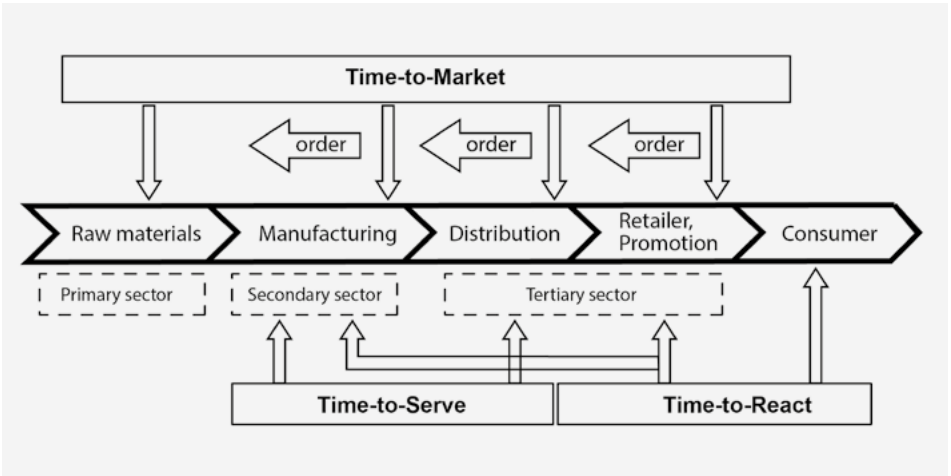 Time-to-Market
order
order
order
Raw materials
Manufacturing
Distribution
Retailer,
Promotion
Consumer
Primary sector
Secondary sector
Tertiary sector
Time-to-Serve
Time-to-React